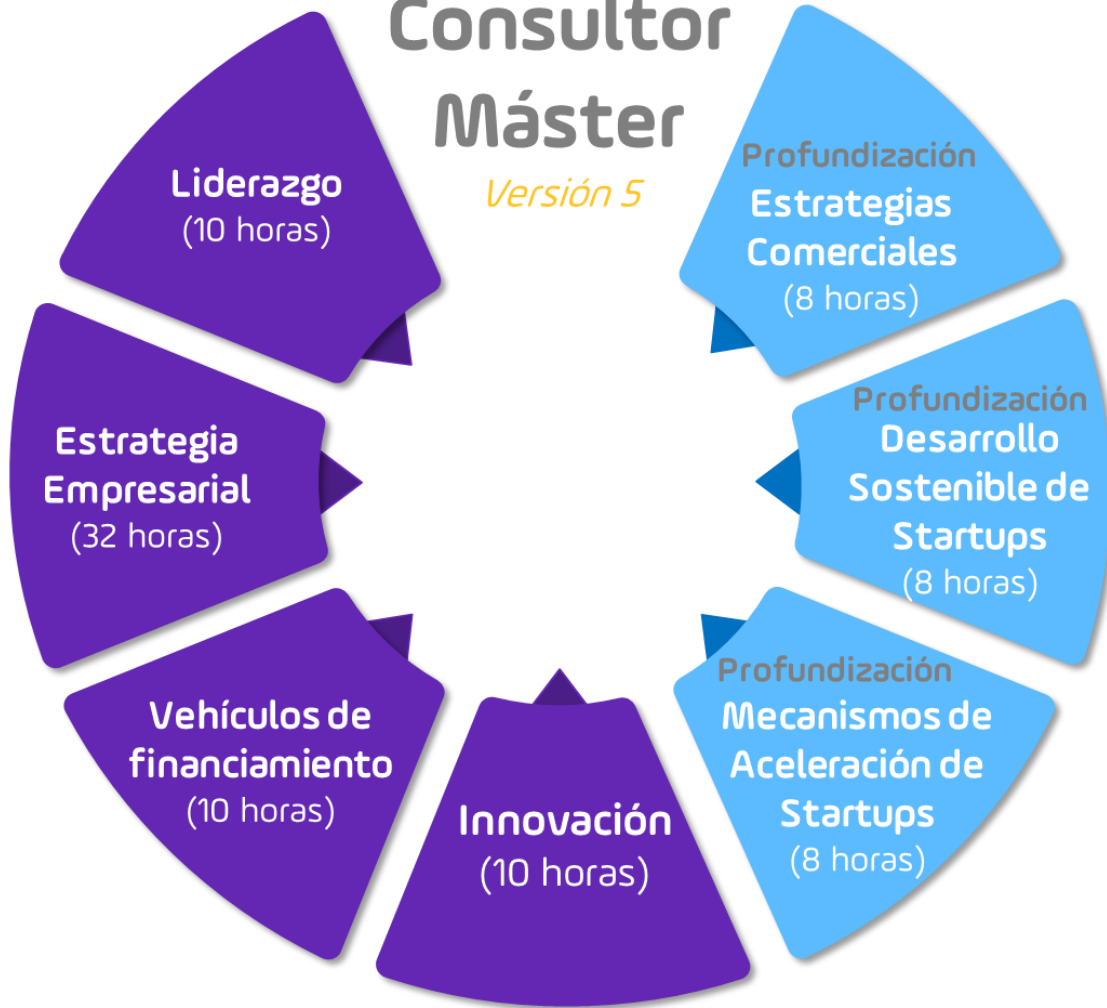 Consultor
Máster
Versión 5
Liderazgo
(10 horas)
Estrategia
Empresarial
(32 horas)
Vehículos de
financiamiento
(10 horas)
Innovación
(10 horas)
Profundización
Mecanismos de
Aceleración de
Startups
(8 horas)
Profundización
Desarrollo
Sostenible de
Startups
(8 horas)
Profundización
Estrategias
Comerciales
(8 horas)